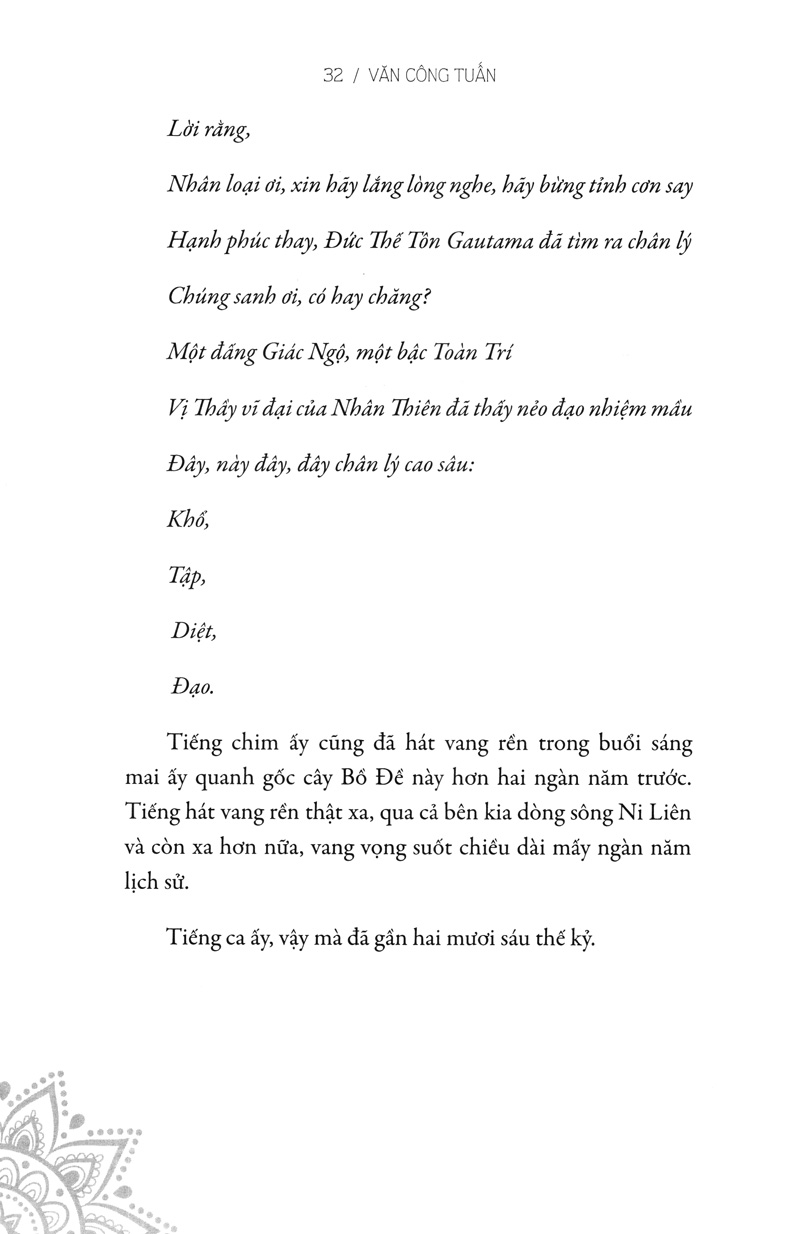 32 / VĂN CÔNG TUẤN
Lời rằng,
Nhân loại ơi, xin hãy lắng lòng nghe, hãy bừng tỉnh cơn say
Hạnh phúc thay, Đức Thế Tôn Gautama đã tìm ra chân lý
Chúng sanh ơi, có hay chăng?
Một đấng Giác Ngộ, một bậc Toàn Trí
Vị Thầy vĩ đại của Nhân Thiên đã thấy nẻo đạo nhiệm mầu
Đây, này đây, đây chân lý cao sâu:
Khổ,
Tập,
Diệt,
Đạo.
Tiếng chim ấy cũng đã hát vang rền trong buổi sáng
mai ấy quanh gốc cây Bồ Đề này hơn hai ngàn năm trước.
Tiếng hát vang rền thật xa, qua cả bên kia dòng sông Ni Liên
và còn xa hơn nữa, vang vọng suốt chiều dài mấy ngàn năm
lịch sử.
Tiếng ca ấy, vậy mà đã gần hai mươi sáu thế kỷ.